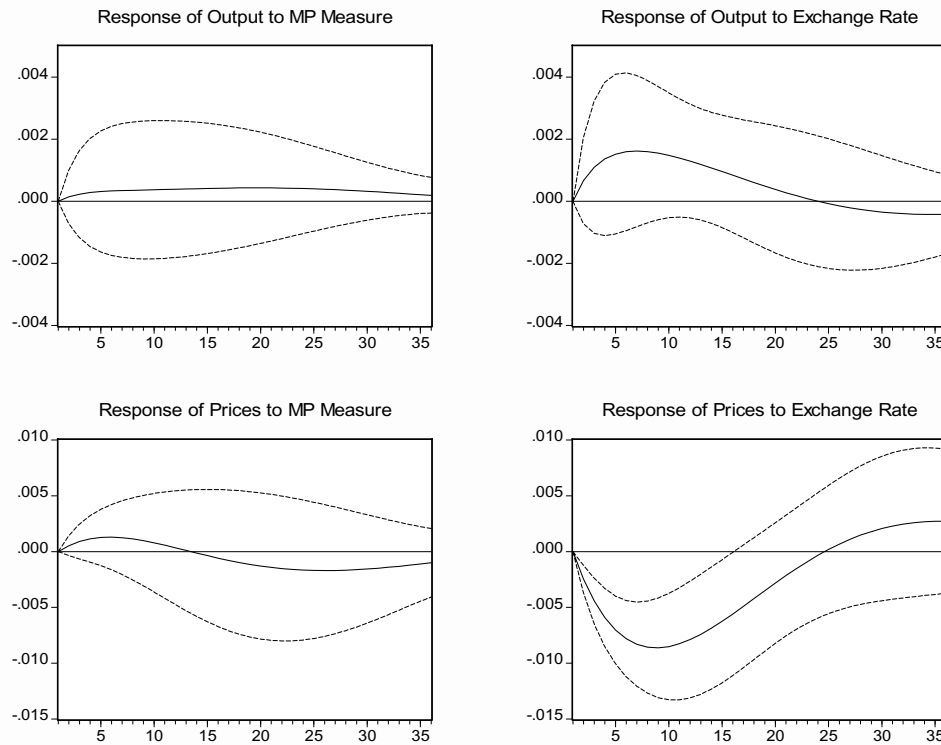 Response of Output to MP Measure
.004
.002
.000
-.002
-.004
5 10 15 20 25 30 35
Response of Output to Exchange Rate
.004
.002
.000
-.002
-.004
5 10 15 20 25 30 35
Response of Prices to MP Measure
.010
.005
.000
-.005
-.010
-.015
5 10 15 20 25 30 35
Response of Prices to Exchange Rate
.010
.005
.000
-.005
-.010
-.015
5 10 15 20 25 30 35